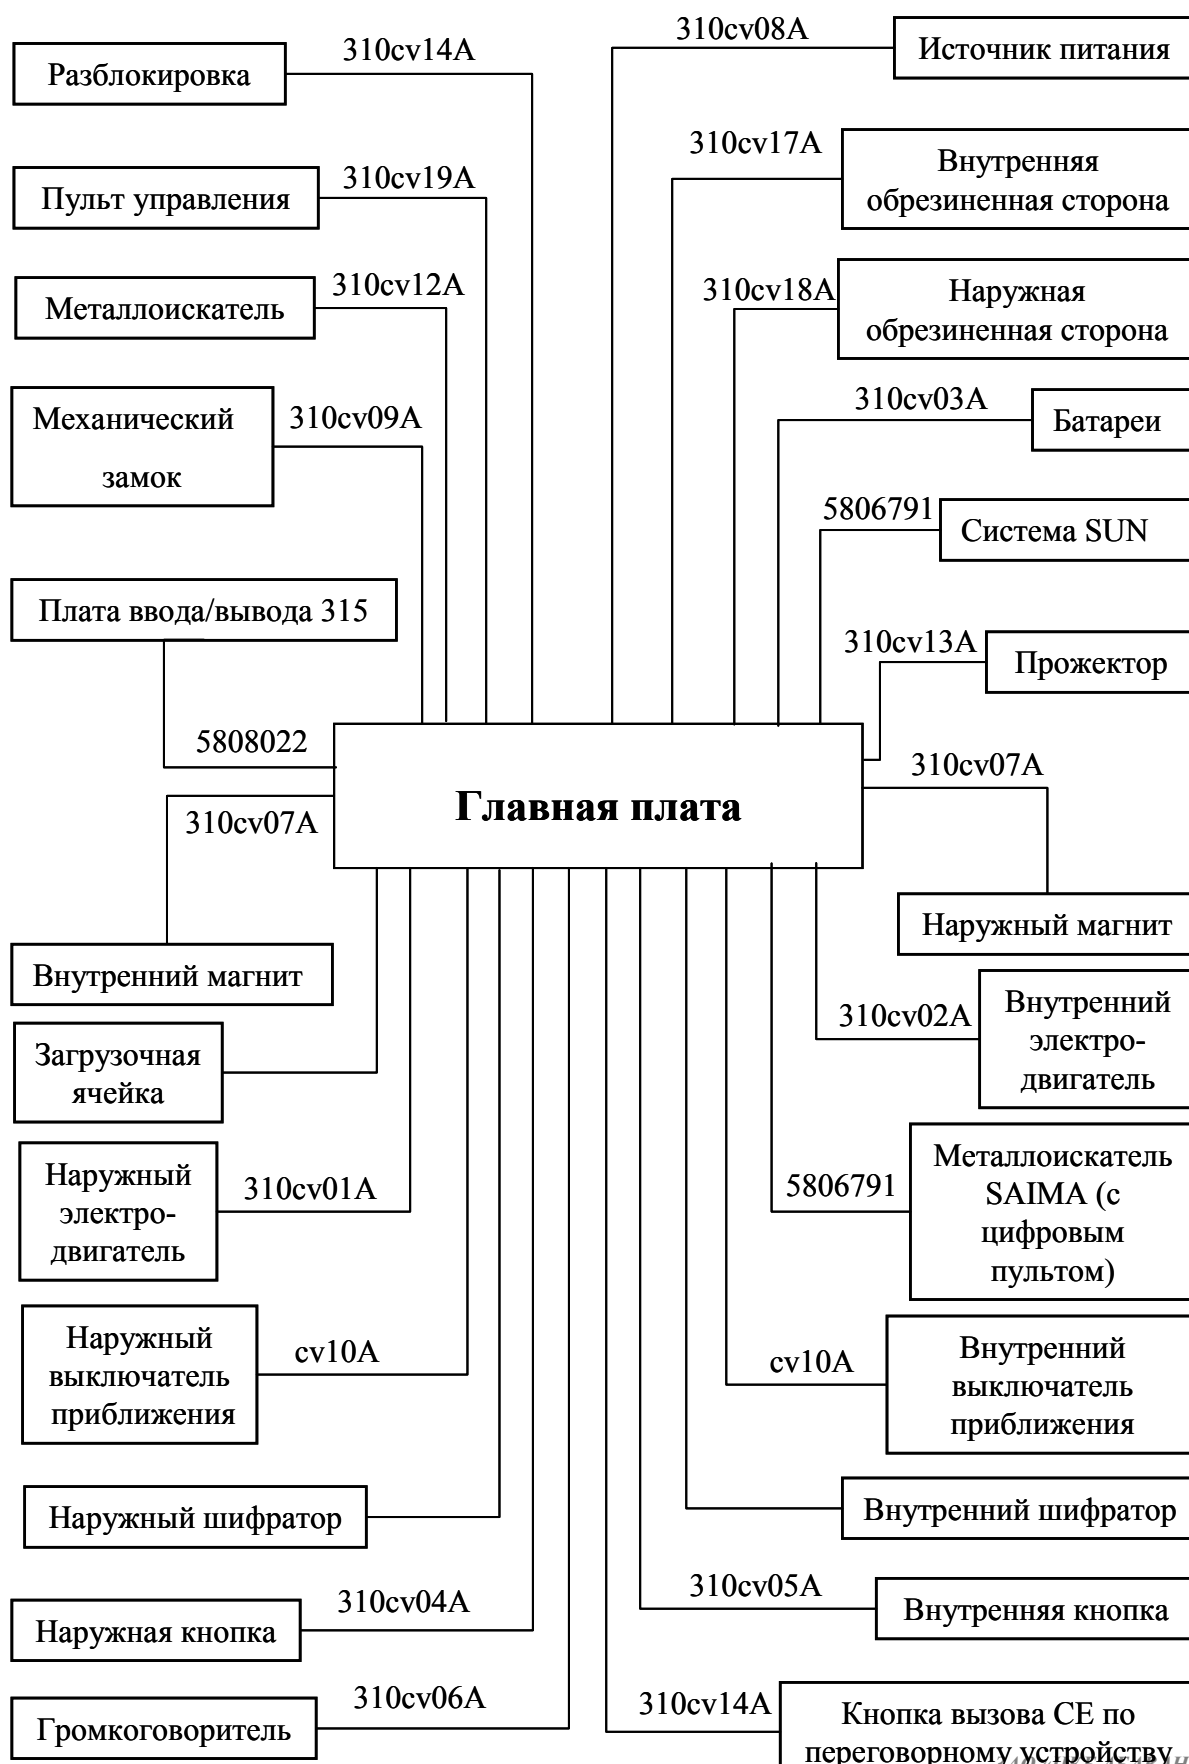 310cv14A
Разблокировка
310cv08A
Источник питания
310cv19A
Пульт управления
310cv17A
Внутренняя
обрезиненная сторона
310cv12A
Металлоискатель
310cv18A
Наружная
обрезиненная сторона
310cv09A
Механический
замок
310cv03A
Батареи
5806791
Система SUN
Плата ввода/вывода 315
310cv13A
Прожектор
5808022
310cv07A
Главная плата
310cv07A
Наружный магнит
Внутренний магнит
310cv02A
Внутренний
электро-
двигатель
Загрузочная
ячейка
310cv01A
Наружный
электро-
двигатель
5806791
Металлоискатель
SAIMA (с
цифровым
пультом)
cv10A
Наружный
выключатель
приближения
cv10A
Внутренний
выключатель
приближения
Наружный шифратор
Внутренний шифратор
310cv04A
Наружная кнопка
310cv05A
Внутренняя кнопка
310cv06A
Громкоговоритель
310cv14A
Кнопка вызова CE по
переговорному устройству